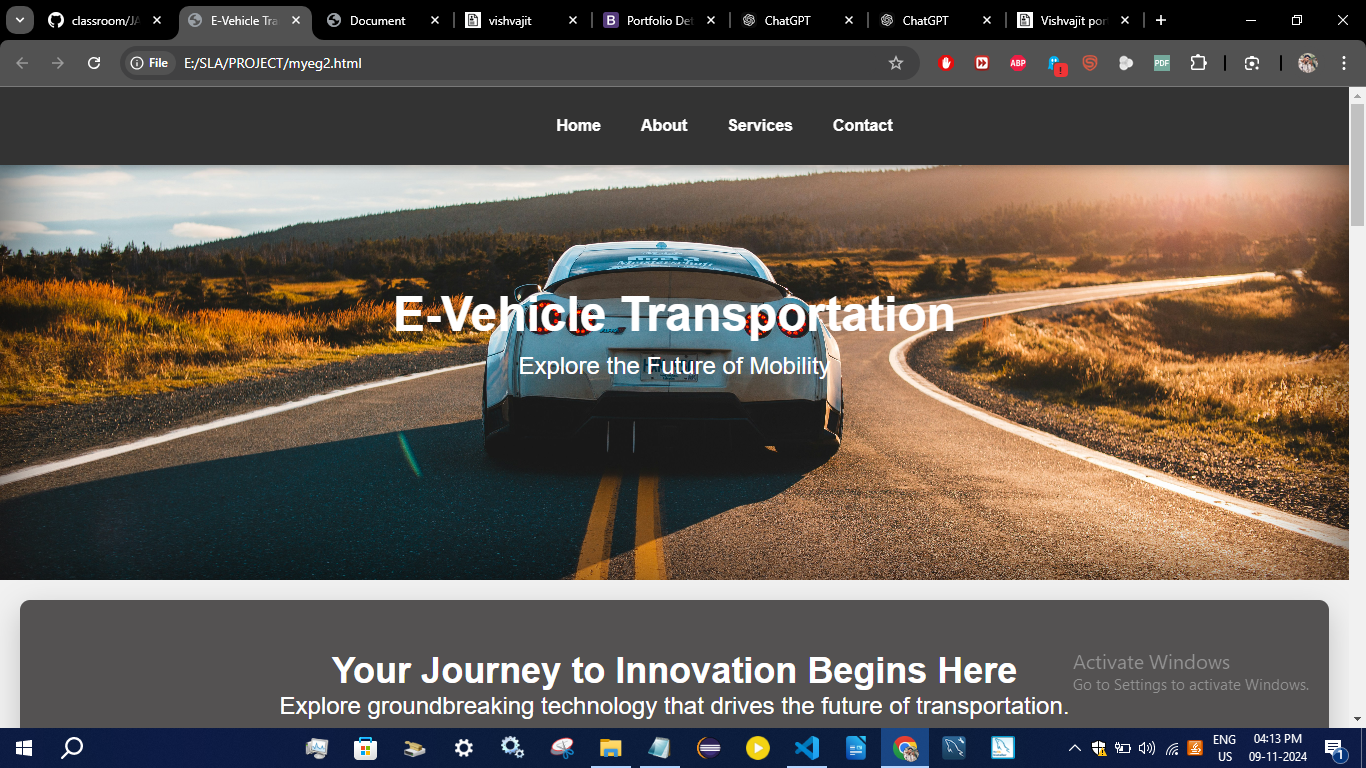 classroom/JA
E-Vehicle Tra
Document
vishvajit
Portfolio Det
ChatGPT
ChatGPT
Vishvajit por
File E:/SLA/PROJECT/myeg2.html
ABP
PDF
Home About Services Contact
E-Vehicle Transportation
Explore the Future of Mobility
Your Journey to Innovation Begins Here
Explore groundbreaking technology that drives the future of transportation.
Activate Windows
Go to Settings to activate Windows.
ENG
US
04:13 PM
09-11-2024
1